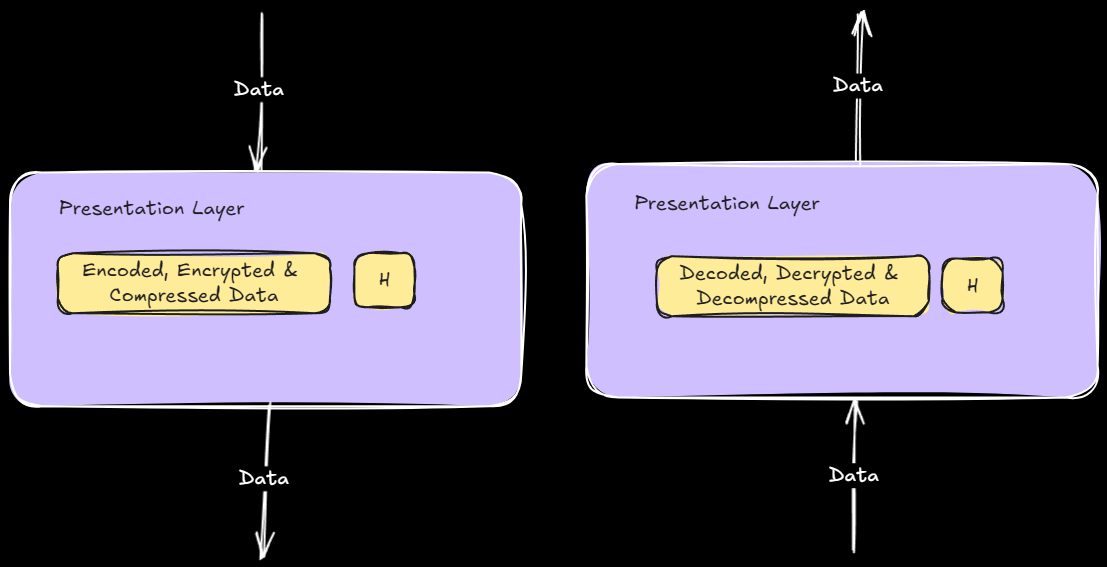 Data
Presentation Layer
Encoded, Encrypted &
Compressed Data
H
Data
Data
Presentation Layer
Decoded, Decrypted &
Decompressed Data
H
Data